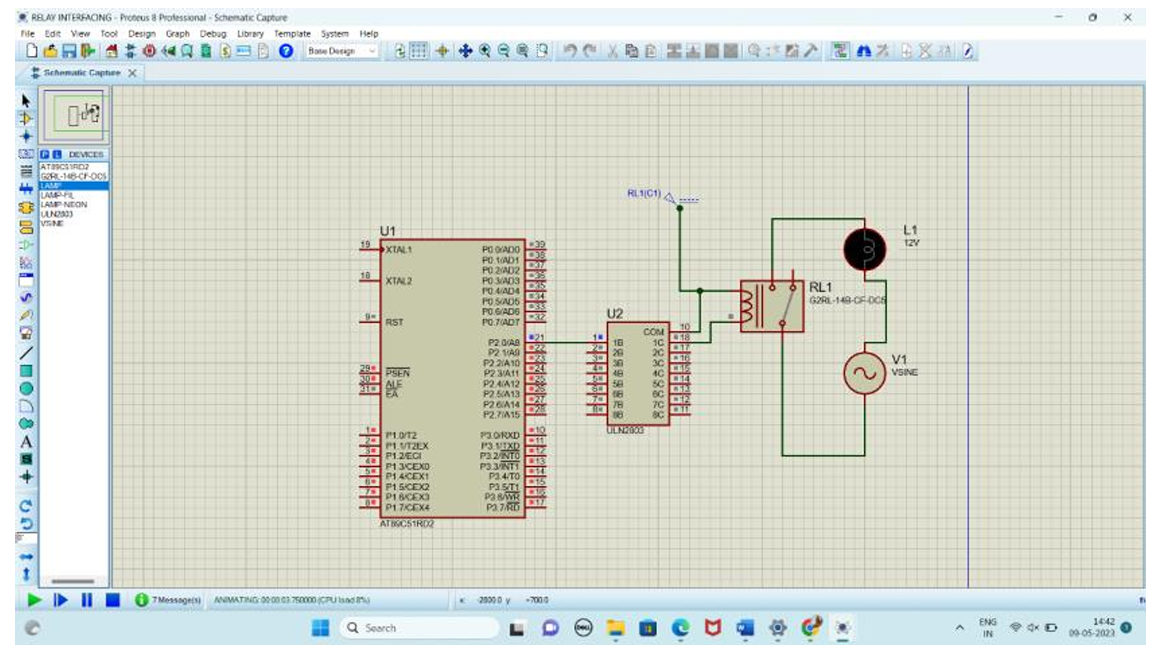 RELAY INTERFACING - Proteus 8 Professional - Schematic Capture
File Edit View Tool Design Graph Debug Library Template System Help
Base Design
Schematic Capture
P L DEVICES
AT89C51RD2
G2RL-14B-CF-DC5
LAMP
LAMP-FIL
LAMP-NEON
ULN2803
VSINE
RL1(C1)
U1
19 XTAL1
18 XTAL2
9 RST
29 PSEN
30 ALE
31 EA
1 P1.0/T2
2 P1.1/T2EX
3 P1.2/ECI
4 P1.3/CEX0
5 P1.4/CEX1
6 P1.5/CEX2
7 P1.6/CEX3
8 P1.7/CEX4
P0.0/AD0 39
P0.1/AD1 38
P0.2/AD2 37
P0.3/AD3 36
P0.4/AD4 35
P0.5/AD5 34
P0.6/AD6 33
P0.7/AD7 32
P2.0/A8 21
P2.1/A9 22
P2.2/A10 23
P2.3/A11 24
P2.4/A12 25
P2.5/A13 26
P2.6/A14 27
P2.7/A15 28
P3.0/RXD 10
P3.1/TXD 11
P3.2/INT0 12
P3.3/INT1 13
P3.4/T0 14
P3.5/T1 15
P3.6/WR 16
P3.7/RD 17
AT89C51RD2
U2
COM 10
1 1B 1C 18
2 2B 2C 17
3 3B 3C 16
4 4B 4C 15
5 5B 5C 14
6 6B 6C 13
7 7B 7C 12
8 8B 8C 11
ULN2803
RL1
G2RL-14B-CF-DC5
L1
12V
V1
VSINE
7 Message(s) ANIMATING: 00:00:03.750000 (CPU load 8%) x: -2800.0 y: +700.0
Search
ENG
IN
14:42
09-05-2023